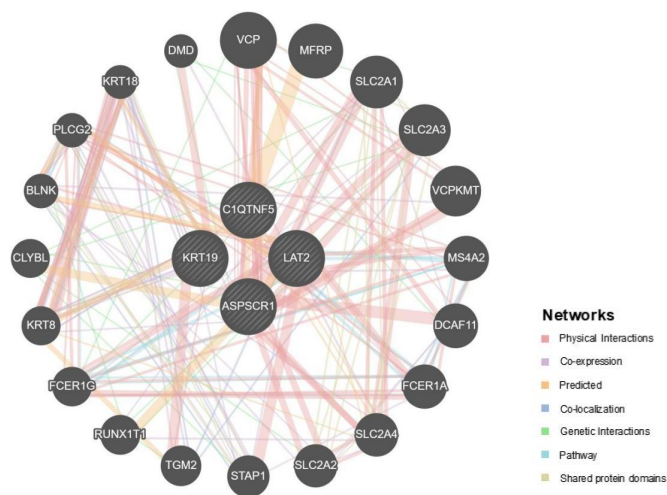 VCP
DMD
MFRP
KRT18
SLC2A1
PLCG2
SLC2A3
BLNK
VCPKMT
C1QTNF5
CLYBL
KRT19
LAT2
MS4A2
ASPSCR1
KRT8
DCAF11
FCER1G
FCER1A
RUNX1T1
SLC2A4
TGM2
STAP1
SLC2A2
Networks
Physical Interactions
Co-expression
Predicted
Co-localization
Genetic Interactions
Pathway
Shared protein domains